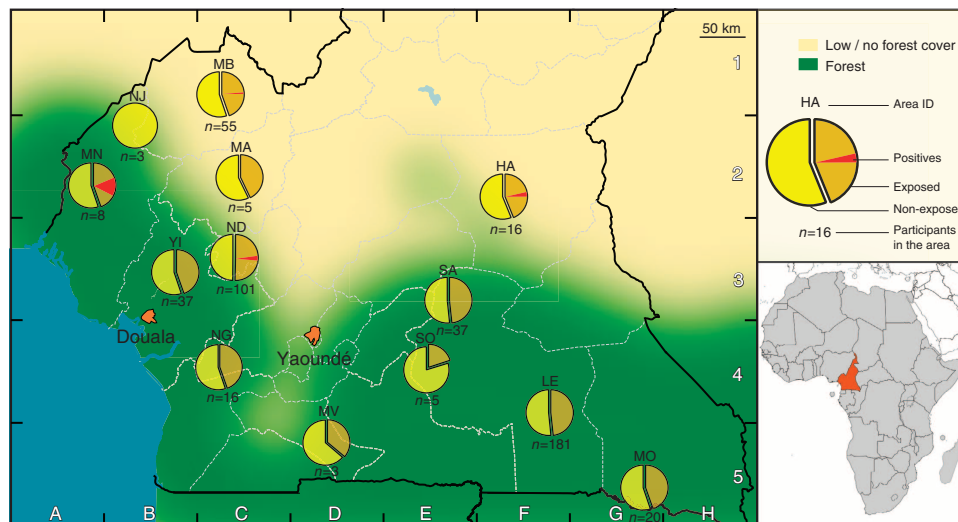 50 km
1
2
3
4
5
A
B
C
D
E
F
G
H
MB
n=55
NJ
n=3
MN
n=8
MA
n=5
HA
n=16
ND
n=101
YI
n=37
SA
n=37
Douala
Yaoundé
NG
n=16
SO
n=5
LE
n=181
MV
n=3
MO
n=20
Low / no forest cover
Forest
HA
Area ID
Positives
Exposed
Non-expose
n=16
Participants
in the area